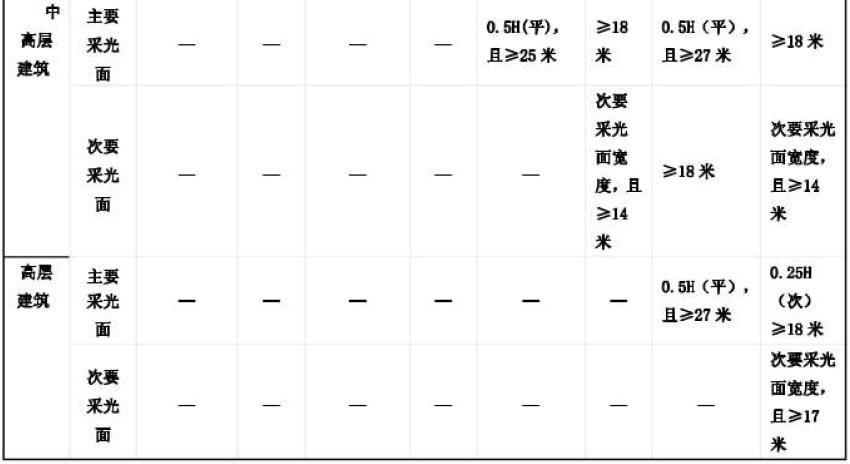 中
高层
建筑
主要
采光
面
—
—
—
—
0.5H(平),
且≥25 米
≥18
米
0.5H（平）,
且≥27 米
≥18 米
次要
采光
面
—
—
—
—
—
次要
采光
面宽
度，且
≥14
米
≥18 米
次要采光
面宽度，
且≥14
米
高层
建筑
主要
采光
面
—
—
—
—
—
—
0.5H（平）,
且≥27 米
0.25H
（次）
≥18 米
次要
采光
面
—
—
—
—
—
—
—
次要采光
面宽度，
且≥17
米